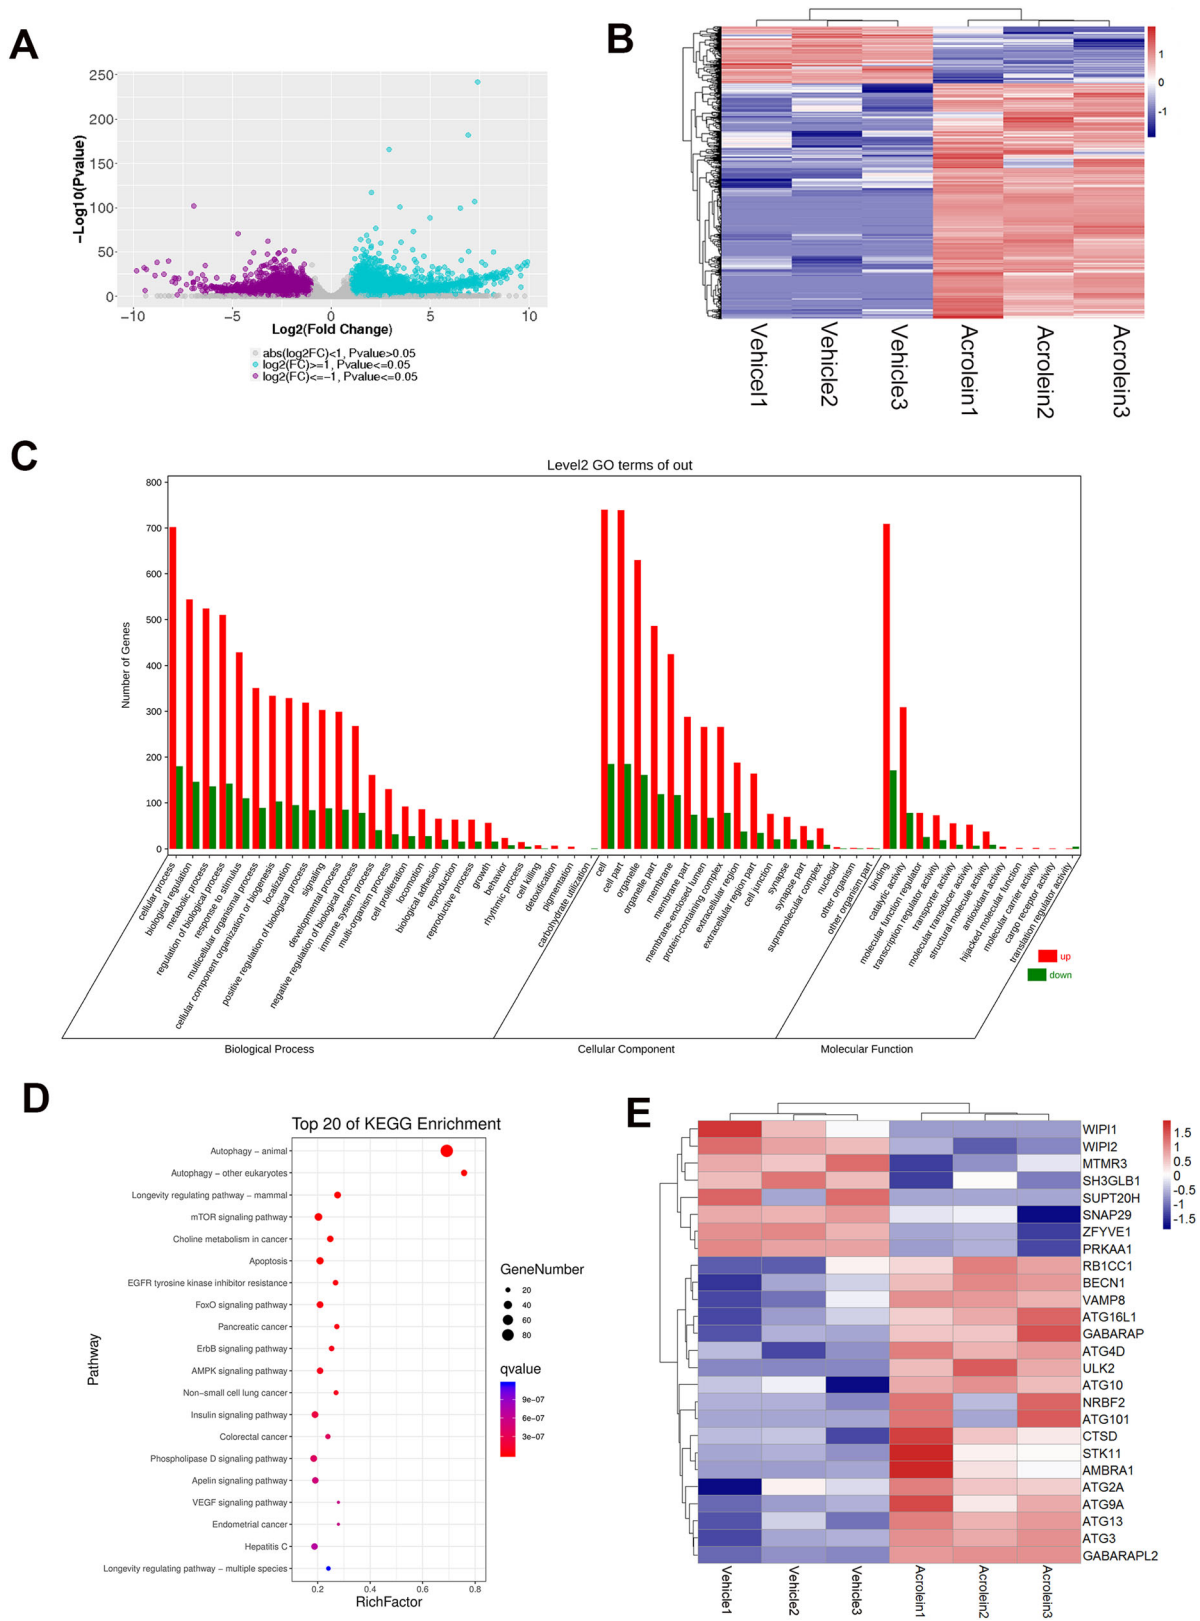 A
250
200
150
100
50
0
−Log10(Pvalue)
−10
−5
0
5
10
Log2(Fold Change)
abs(log2FC)<1, Pvalue>0.05
log2(FC)>=1, Pvalue<=0.05
log2(FC)<=−1, Pvalue<=0.05
B
1
0
-1
Vehicel1
Vehicle2
Vehicle3
Acrolein1
Acrolein2
Acrolein3
C
Level2 GO terms of out
800
700
600
500
400
300
200
100
0
Number of Genes
cellular process
biological regulation
metabolic process
regulation of biological process
response to stimulus
multicellular organismal process
cellular component organization or biogenesis
localization
positive regulation of biological process
signaling
developmental process
negative regulation of biological process
immune system process
multi-organism process
cell proliferation
locomotion
biological adhesion
reproduction
reproductive process
growth
behavior
rhythmic process
cell killing
detoxification
pigmentation
carbohydrate utilization
cell
cell part
organelle
organelle part
membrane
membrane part
membrane-enclosed lumen
protein-containing complex
extracellular region
extracellular region part
cell junction
synapse
synapse part
supramolecular complex
nucleoid
other organism
other organism part
binding
catalytic activity
molecular function regulator
transcription regulator activity
transporter activity
molecular transducer activity
structural molecule activity
antioxidant activity
hijacked molecular function
molecular carrier activity
cargo receptor activity
translation regulator activity
up
down
Biological Process
Cellular Component
Molecular Function
D
Top 20 of KEGG Enrichment
Pathway
Autophagy − animal
Autophagy − other eukaryotes
Longevity regulating pathway − mammal
mTOR signaling pathway
Choline metabolism in cancer
Apoptosis
EGFR tyrosine kinase inhibitor resistance
FoxO signaling pathway
Pancreatic cancer
ErbB signaling pathway
AMPK signaling pathway
Non−small cell lung cancer
Insulin signaling pathway
Colorectal cancer
Phospholipase D signaling pathway
Apelin signaling pathway
VEGF signaling pathway
Endometrial cancer
Hepatitis C
Longevity regulating pathway − multiple species
0.2
0.4
0.6
0.8
RichFactor
GeneNumber
20
40
60
80
qvalue
9e−07
6e−07
3e−07
E
WIPI1
WIPI2
MTMR3
SH3GLB1
SUPT20H
SNAP29
ZFYVE1
PRKAA1
RB1CC1
BECN1
VAMP8
ATG16L1
GABARAP
ATG4D
ULK2
ATG10
NRBF2
ATG101
CTSD
STK11
AMBRA1
ATG2A
ATG9A
ATG13
ATG3
GABARAPL2
Vehicle1
Vehicle2
Vehicle3
Acrolein1
Acrolein2
Acrolein3
1.5
1
0.5
0
-0.5
-1
-1.5